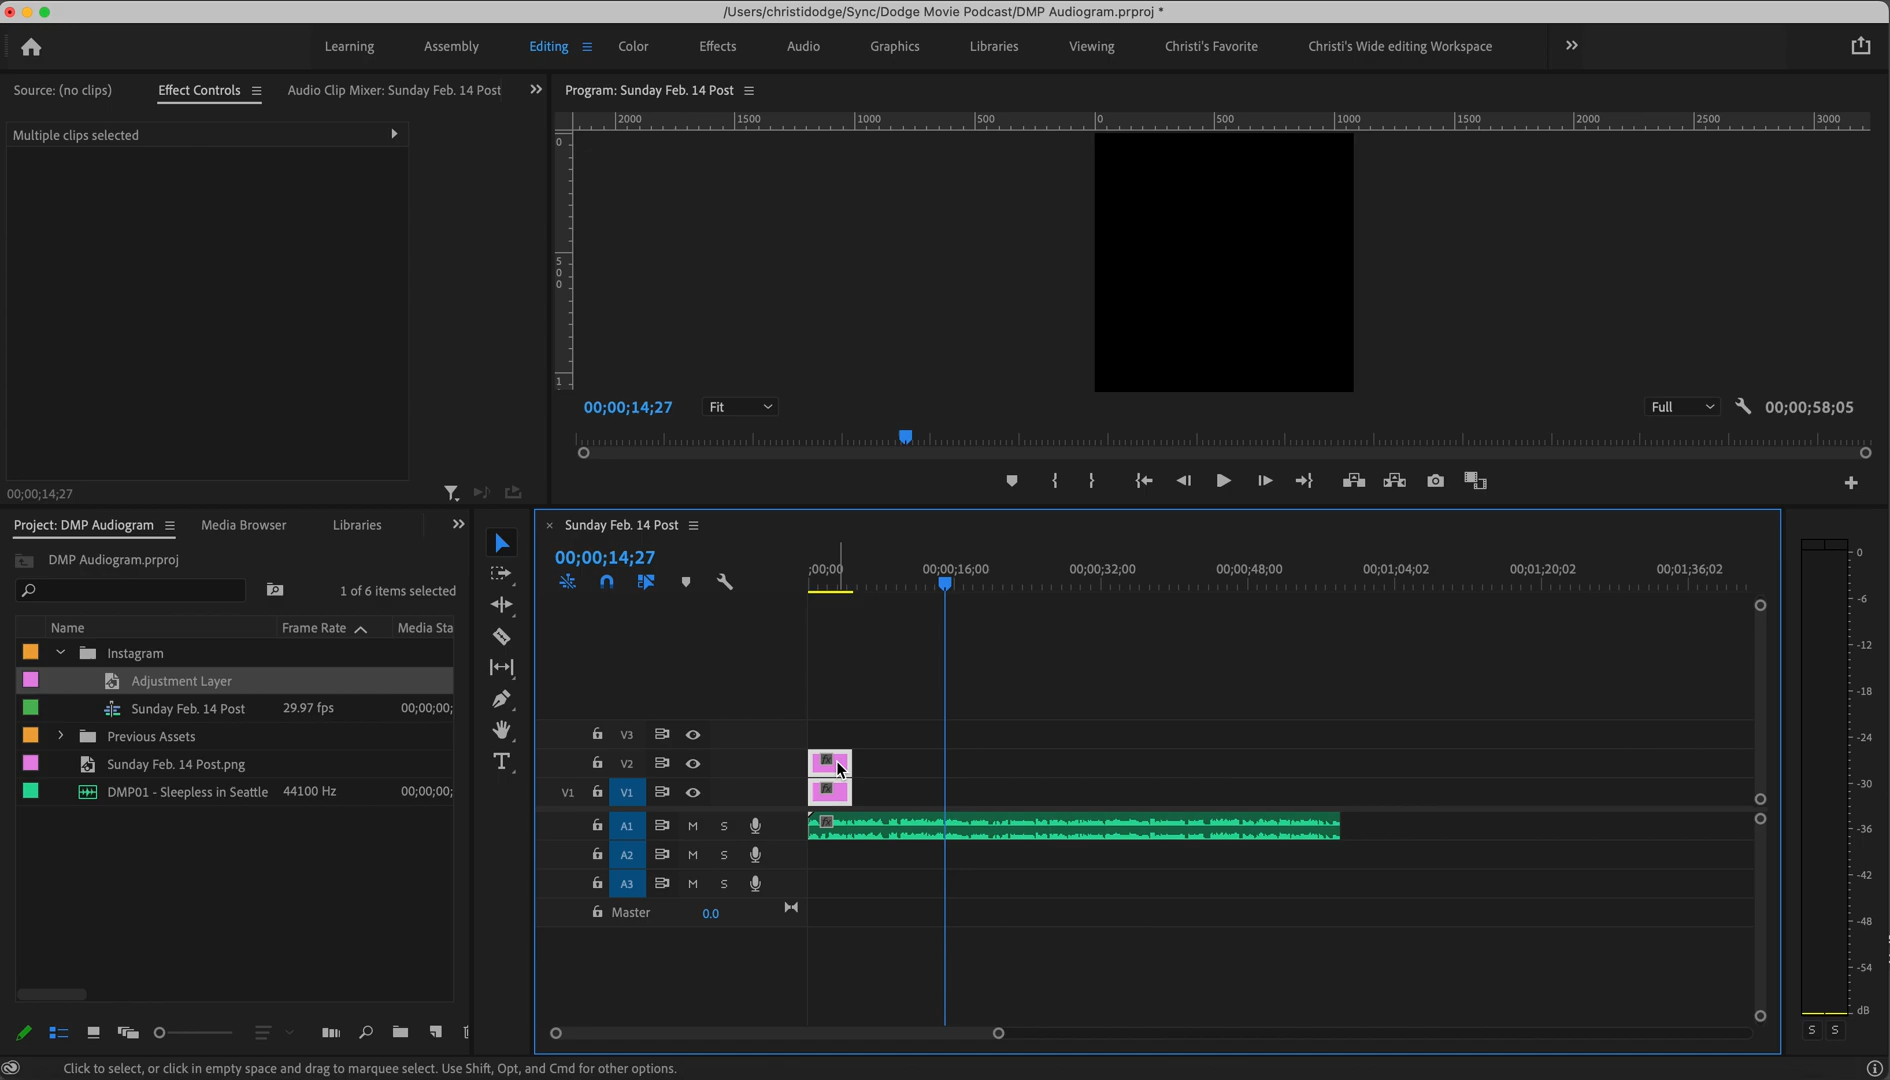 /Users/christidodge/Sync/Dodge Movie Podcast/DMP Audiogram.prproj *
Learning Assembly Editing Color Effects Audio Graphics Libraries Viewing Christi's Favorite Christi's Wide editing Workspace
Source: (no clips) Effect Controls Audio Clip Mixer: Sunday Feb. 14 Post
Program: Sunday Feb. 14 Post
Multiple clips selected
2000 1500 1000 500 0 500 1000 1500 2000 2500 3000
0
500
1
00;00;14;27 Fit Full 00;00;58;05
00;00;14;27
Project: DMP Audiogram Media Browser Libraries
DMP Audiogram.prproj
1 of 6 items selected
Name Frame Rate Media Sta
Instagram
Adjustment Layer
Sunday Feb. 14 Post 29.97 fps 00;00;00;
Previous Assets
Sunday Feb. 14 Post.png
DMP01 - Sleepless in Seattle 44100 Hz 00;00;00;
T
Sunday Feb. 14 Post
00;00;14;27
;00;00 00;00;16;00 00;00;32;00 00;00;48;00 00;01;04;02 00;01;20;02 00;01;36;02
V3
V2 fx
V1 V1 fx
A1 M S fx
A2 M S
A3 M S
Master 0.0
0
-6
-12
-18
-24
-30
-36
-42
-48
-54
dB
S S
Click to select, or click in empty space and drag to marquee select. Use Shift, Opt, and Cmd for other options.